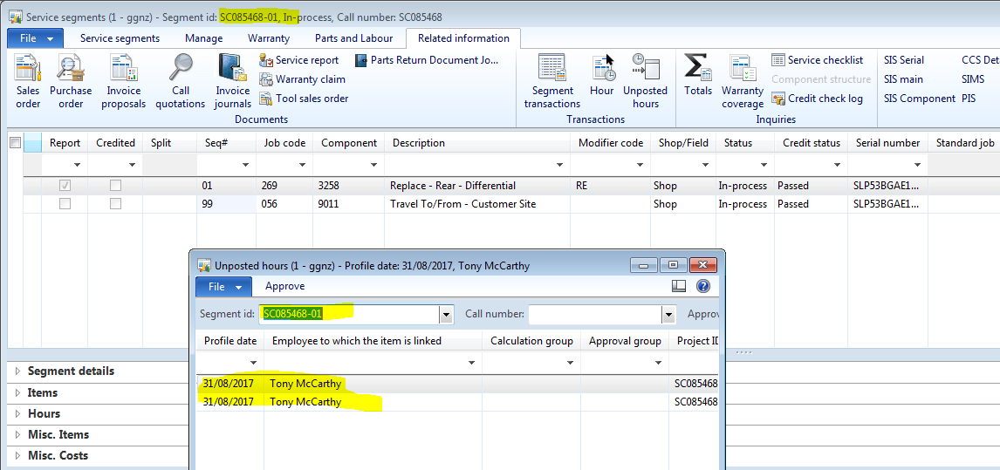 Service segments (1 - ggnz) - Segment id: SC085468-01, In-process, Call number: SC085468
File Service segments Manage Warranty Parts and Labour Related information
Sales order
Purchase order
Invoice proposals
Call quotations
Invoice journals
Service report
Warranty claim
Tool sales order
Parts Return Document Jo...
Documents
Segment transactions
Hour
Unposted hours
Transactions
Totals
Warranty coverage
Service checklist
Component structure
Credit check log
Inquiries
SIS Serial CCS Det
SIS main SIMS
SIS Component PIS
Report Credited Split Seq# Job code Component Description Modifier code Shop/Field Status Credit status Serial number Standard job
01 269 3258 Replace - Rear - Differential RE Shop In-process Passed SLP53BGAE1...
99 056 9011 Travel To/From - Customer Site Shop In-process Passed SLP53BGAE1...
Unposted hours (1 - ggnz) - Profile date: 31/08/2017, Tony McCarthy
File Approve
Segment id: SC085468-01 Call number: Approv
Profile date Employee to which the item is linked Calculation group Approval group Project ID
31/08/2017 Tony McCarthy SC085468
31/08/2017 Tony McCarthy SC085468
Segment details
Items
Hours
Misc. Items
Misc. Costs